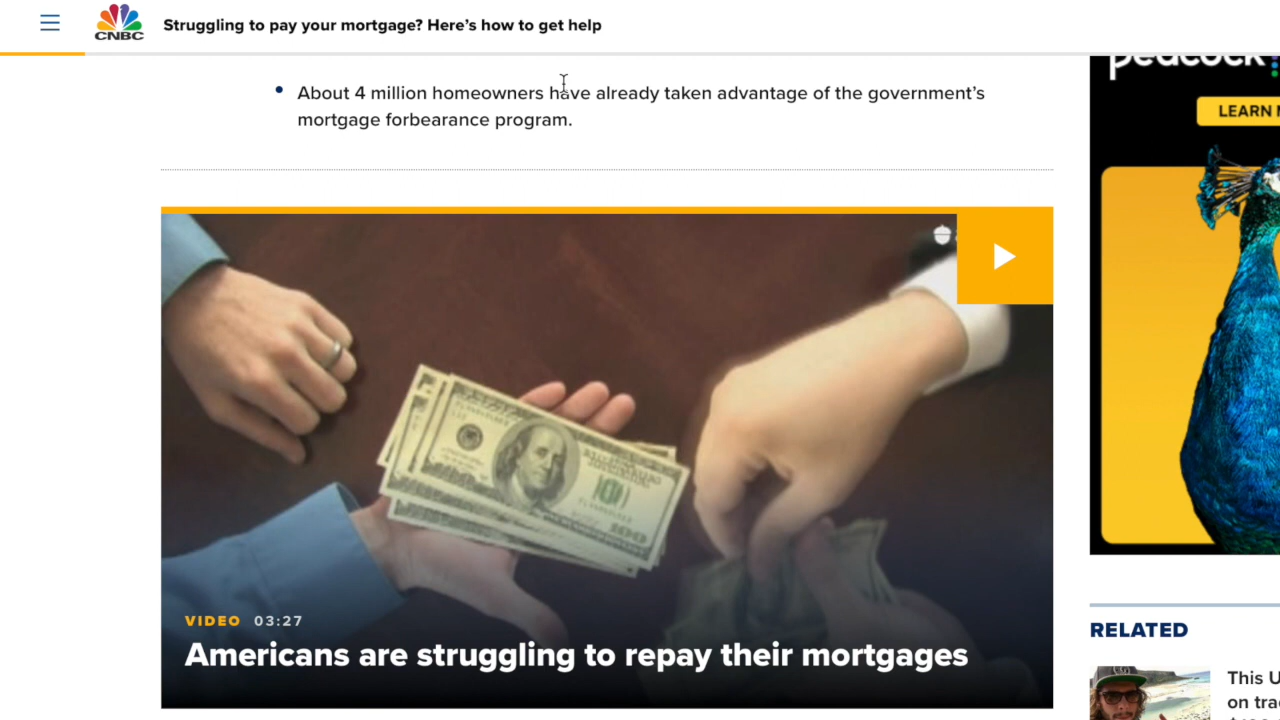 CNBC
Struggling to pay your mortgage? Here’s how to get help
About 4 million homeowners have already taken advantage of the government’s
mortgage forbearance program.
peacock
LEARN
100
VIDEO 03:27
Americans are struggling to repay their mortgages
RELATED
This U
on tra